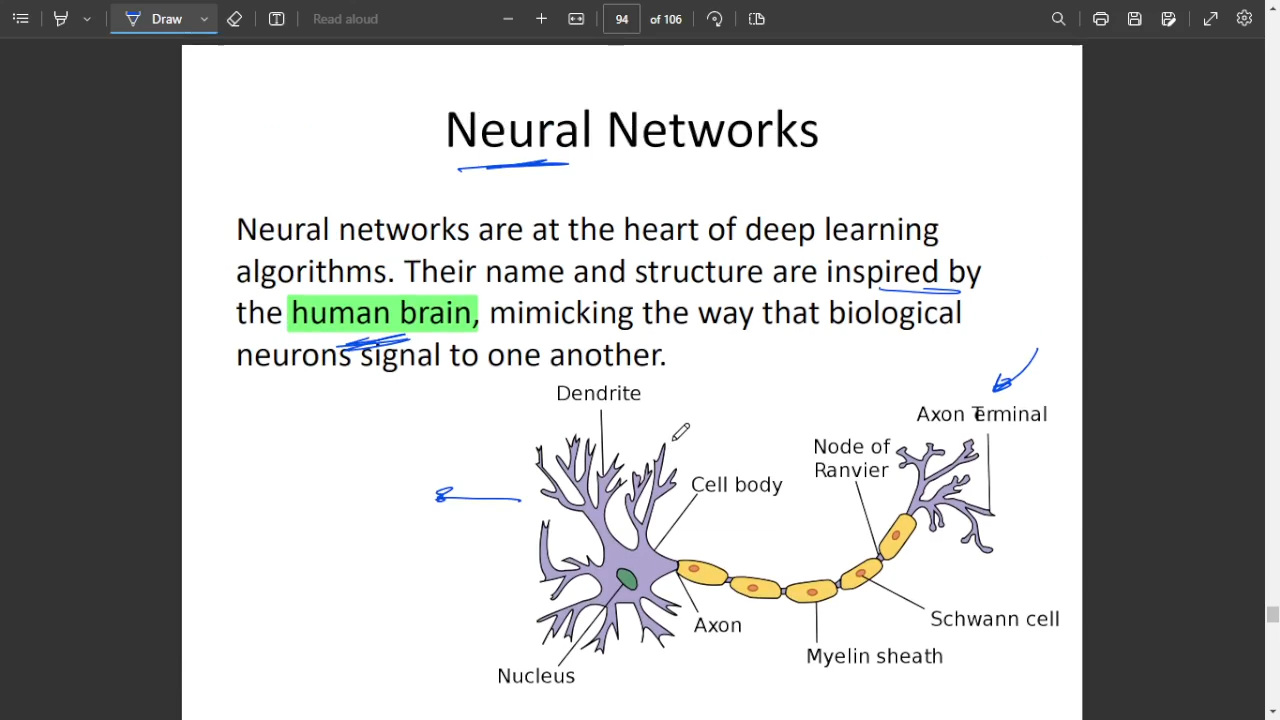 Draw
Read aloud
94 of 106
Neural Networks
Neural networks are at the heart of deep learning
algorithms. Their name and structure are inspired by
the human brain, mimicking the way that biological
neurons signal to one another.
Dendrite
Axon Terminal
Node of
Ranvier
Cell body
Axon
Schwann cell
Myelin sheath
Nucleus